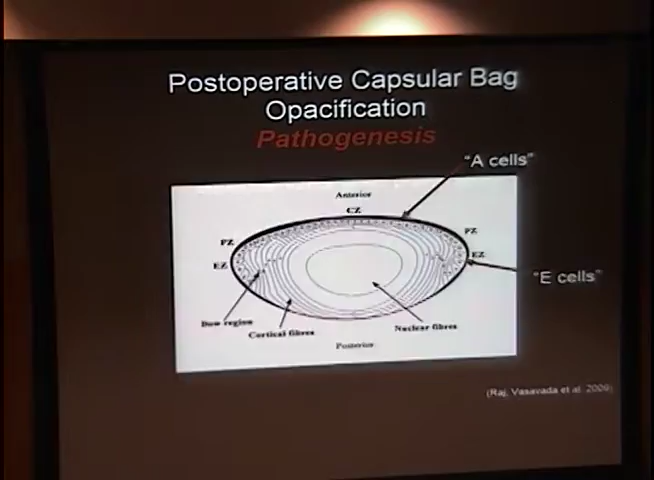 Postoperative Capsular Bag
Opacification
Pathogenesis
"A cells"
Anterior
CZ
PZ
PZ
EZ
EZ
"E cells"
Bow region
Cortical fibres
Nuclear fibres
Posterior
(Raj, Vasavada et al. 2009)